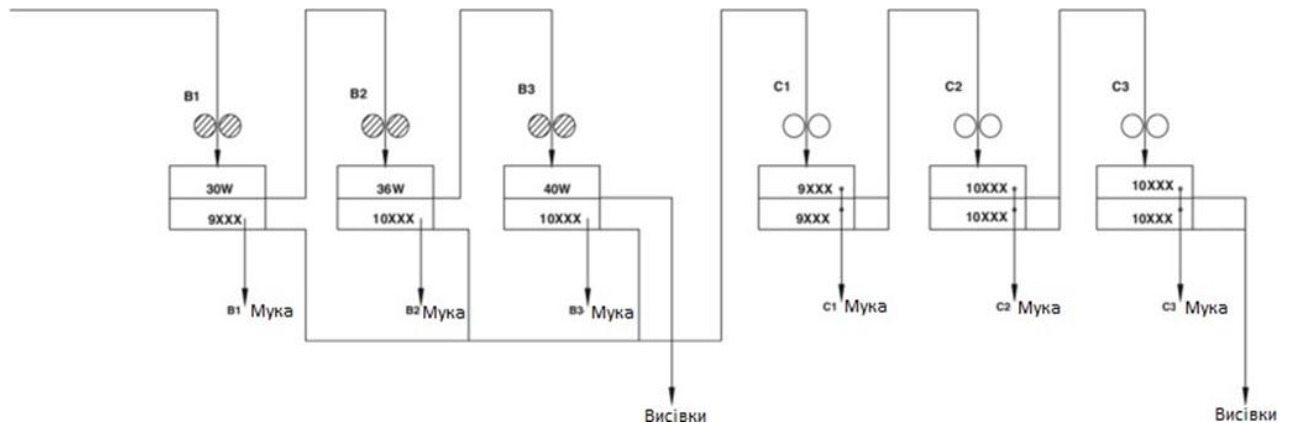 B1
B2
B3
C1
C2
C3
30W
36W
40W
9XXX
10XXX
10XXX
9XXX
10XXX
10XXX
9XXX
10XXX
10XXX
B1 Мука
B2 Мука
B3 Мука
C1 Мука
C2 Мука
C3 Мука
Висівки
Висівки